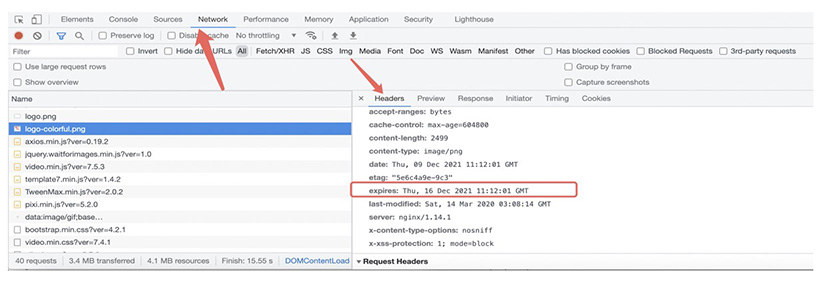 Elements Console Sources Network Performance Memory Application Security Lighthouse
Preserve log Disable cache No throttling
Filter Invert Hide data URLs All Fetch/XHR JS CSS Img Media Font Doc WS Wasm Manifest Other Has blocked cookies Blocked Requests 3rd-party requests
Use large request rows Group by frame
Show overview Capture screenshots
Name
logo.png
logo-colorful.png
axios.min.js?ver=0.19.2
jquery.waitforimages.min.js?ver=1.0
video.min.js?ver=7.5.3
template7.min.js?ver=1.4.2
TweenMax.min.js?ver=2.0.2
pixi.min.js?ver=5.2.0
data:image/gif;base...
bootstrap.min.css?ver=4.2.1
video.min.css?ver=7.4.1
40 requests 3.4 MB transferred 4.1 MB resources Finish: 15.55 s DOMContentLoad
× Headers Preview Response Initiator Timing Cookies
accept-ranges: bytes
cache-control: max-age=604800
content-length: 2499
content-type: image/png
date: Thu, 09 Dec 2021 11:12:01 GMT
etag: "5e6c4a9e-9c3"
expires: Thu, 16 Dec 2021 11:12:01 GMT
last-modified: Sat, 14 Mar 2020 03:08:14 GMT
server: nginx/1.14.1
x-content-type-options: nosniff
x-xss-protection: 1; mode=block
▼ Request Headers